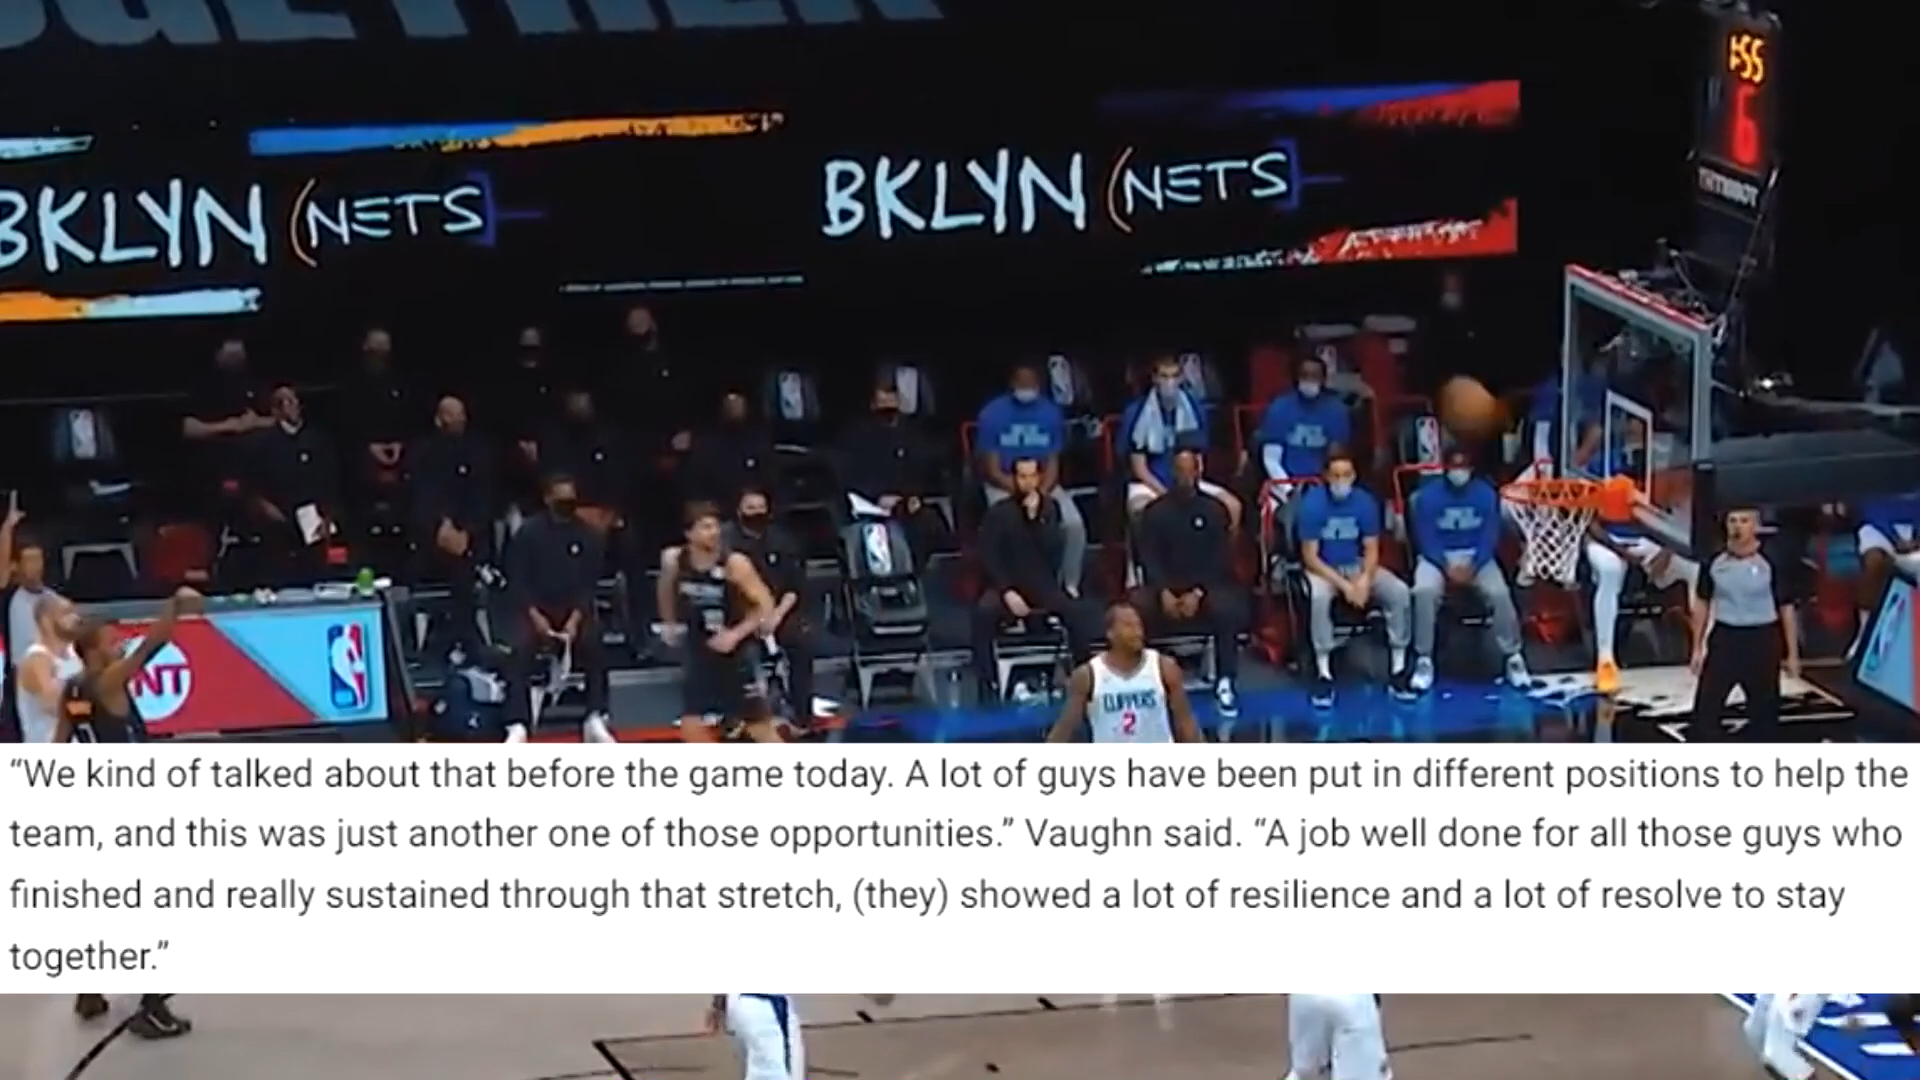 BKLYN (NETS
BKLYN (NETS
:55
6
NT
CLIPPERS
2
“We kind of talked about that before the game today. A lot of guys have been put in different positions to help the
team, and this was just another one of those opportunities.” Vaughn said. “A job well done for all those guys who
finished and really sustained through that stretch, (they) showed a lot of resilience and a lot of resolve to stay
together.”